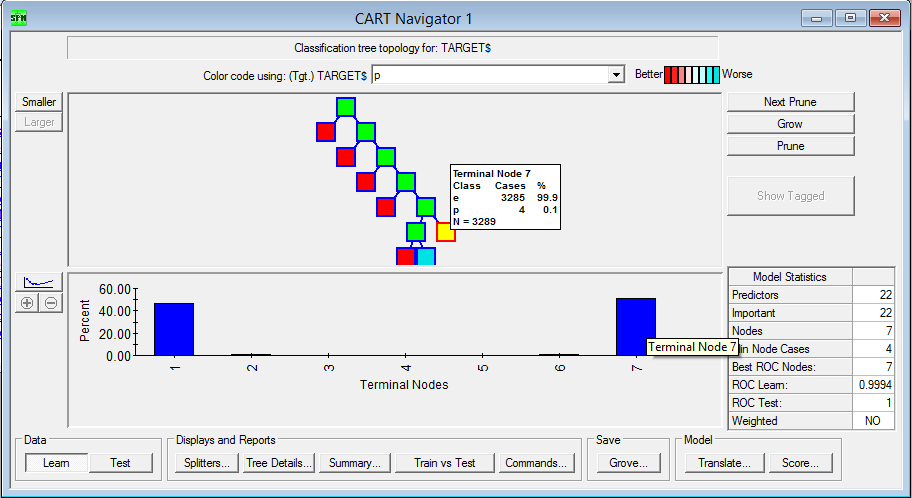 SPM
CART Navigator 1
Classification tree topology for: TARGET$
Color code using: (Tgt.) TARGET$ p Better Worse
Smaller
Larger
Next Prune
Grow
Prune
Show Tagged
Terminal Node 7
Class Cases %
e 3285 99.9
p 4 0.1
N = 3289
60.00
40.00
20.00
0.00
Percent
1 2 3 4 5 6 7
Terminal Nodes
Terminal Node 7
Model Statistics
Predictors 22
Important 22
Nodes 7
in Node Cases 4
Best ROC Nodes: 7
ROC Learn: 0.9994
ROC Test: 1
Weighted NO
Data
Learn Test
Displays and Reports
Splitters... Tree Details... Summary... Train vs Test Commands...
Save
Grove...
Model
Translate... Score...